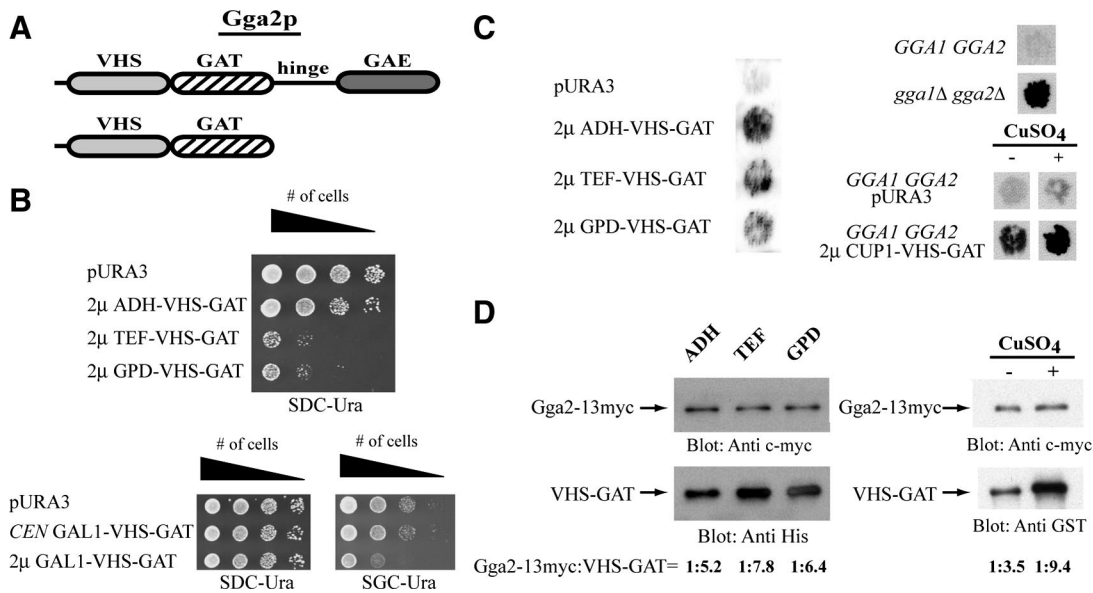 A
Gga2p
VHS GAT hinge GAE
VHS GAT
B
# of cells
pURA3
2μ ADH-VHS-GAT
2μ TEF-VHS-GAT
2μ GPD-VHS-GAT
SDC-Ura
# of cells # of cells
pURA3
CEN GAL1-VHS-GAT
2μ GAL1-VHS-GAT
SDC-Ura SGC-Ura
C
pURA3
2μ ADH-VHS-GAT
2μ TEF-VHS-GAT
2μ GPD-VHS-GAT
GGA1 GGA2
gga1Δ gga2Δ
CuSO4
- +
GGA1 GGA2
pURA3
GGA1 GGA2
2μ CUP1-VHS-GAT
D
ADH TEF GPD
Gga2-13myc
Blot: Anti c-myc
VHS-GAT
Blot: Anti His
Gga2-13myc:VHS-GAT= 1:5.2 1:7.8 1:6.4
CuSO4
- +
Gga2-13myc
Blot: Anti c-myc
VHS-GAT
Blot: Anti GST
1:3.5 1:9.4